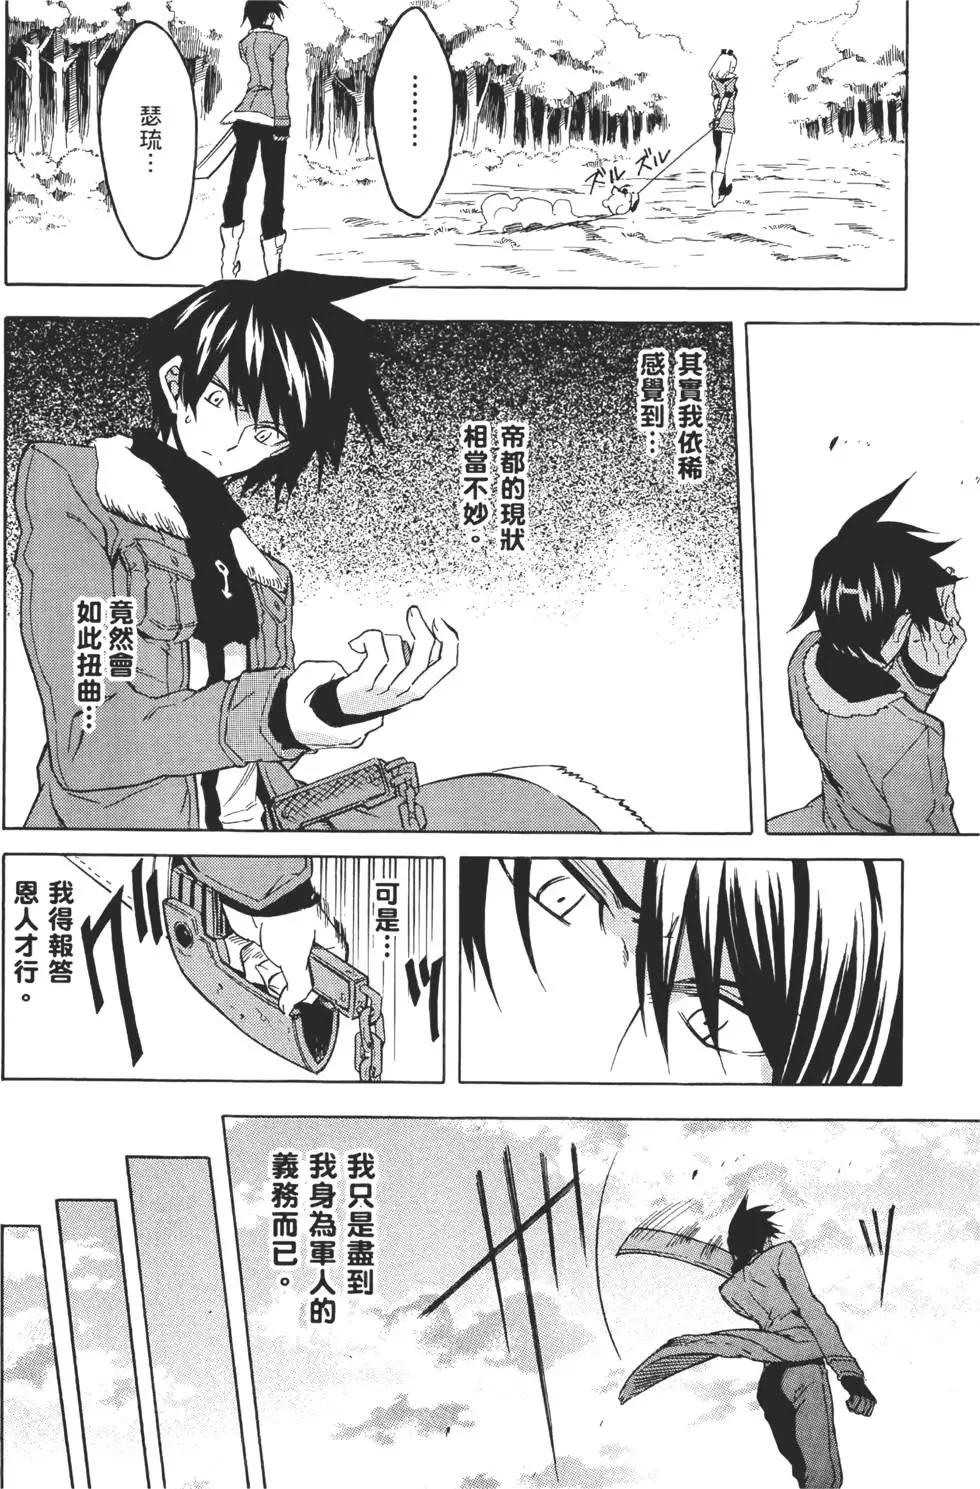 ………
瑟琉…
ズル
ズル
其實我依稀
感覺到…
帝都的現狀
相當不妙。
竟然會
如此扭曲…
可是…
我得報答
恩人才行。
我只是盡到
我身為軍人的
義務而已。